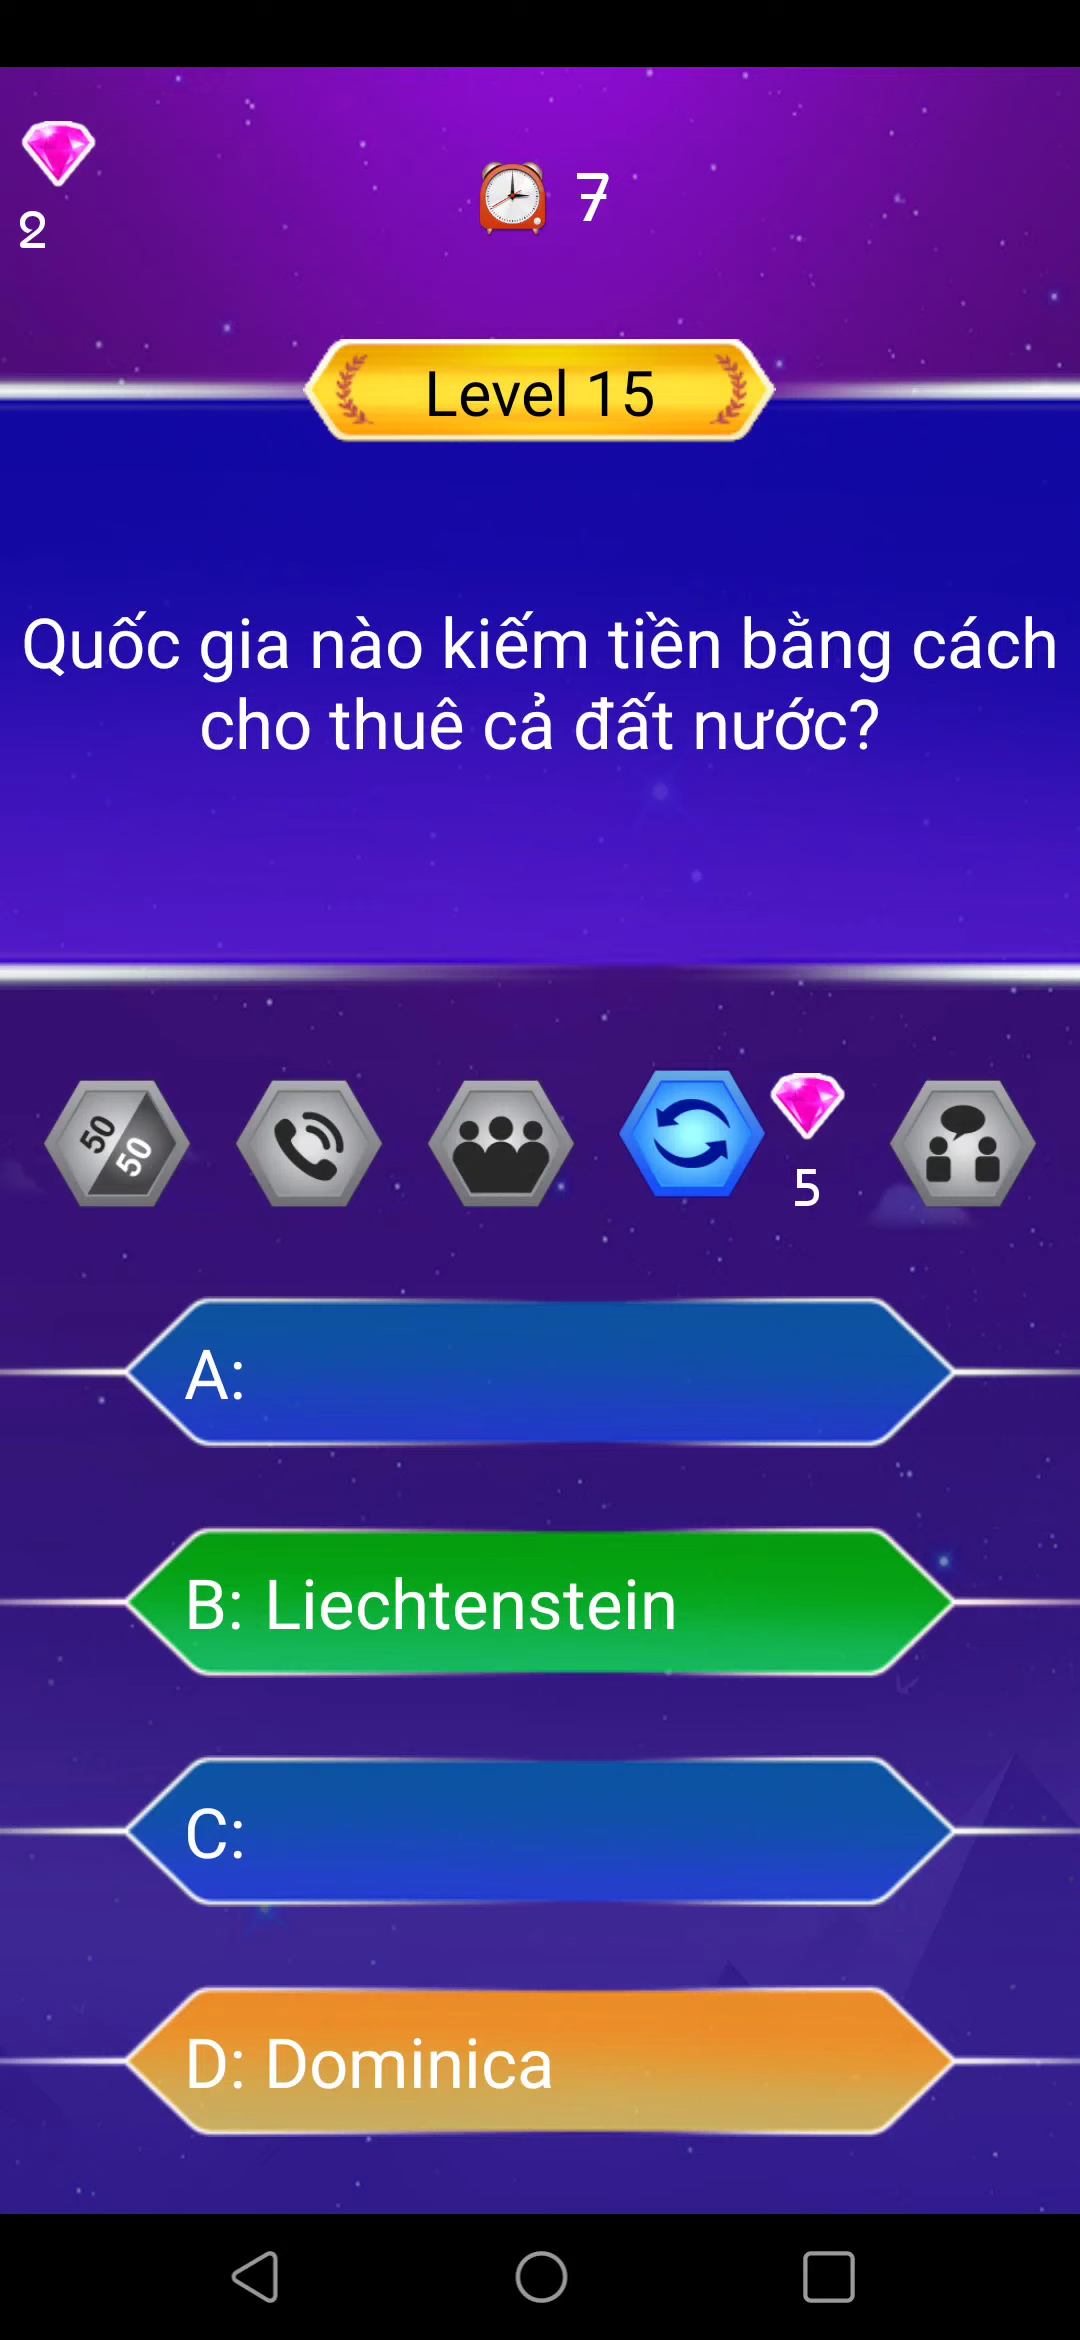 2
7
Level 15
Quốc gia nào kiếm tiền bằng cách
cho thuê cả đất nước?
50
50
5
A:
B: Liechtenstein
C:
D: Dominica